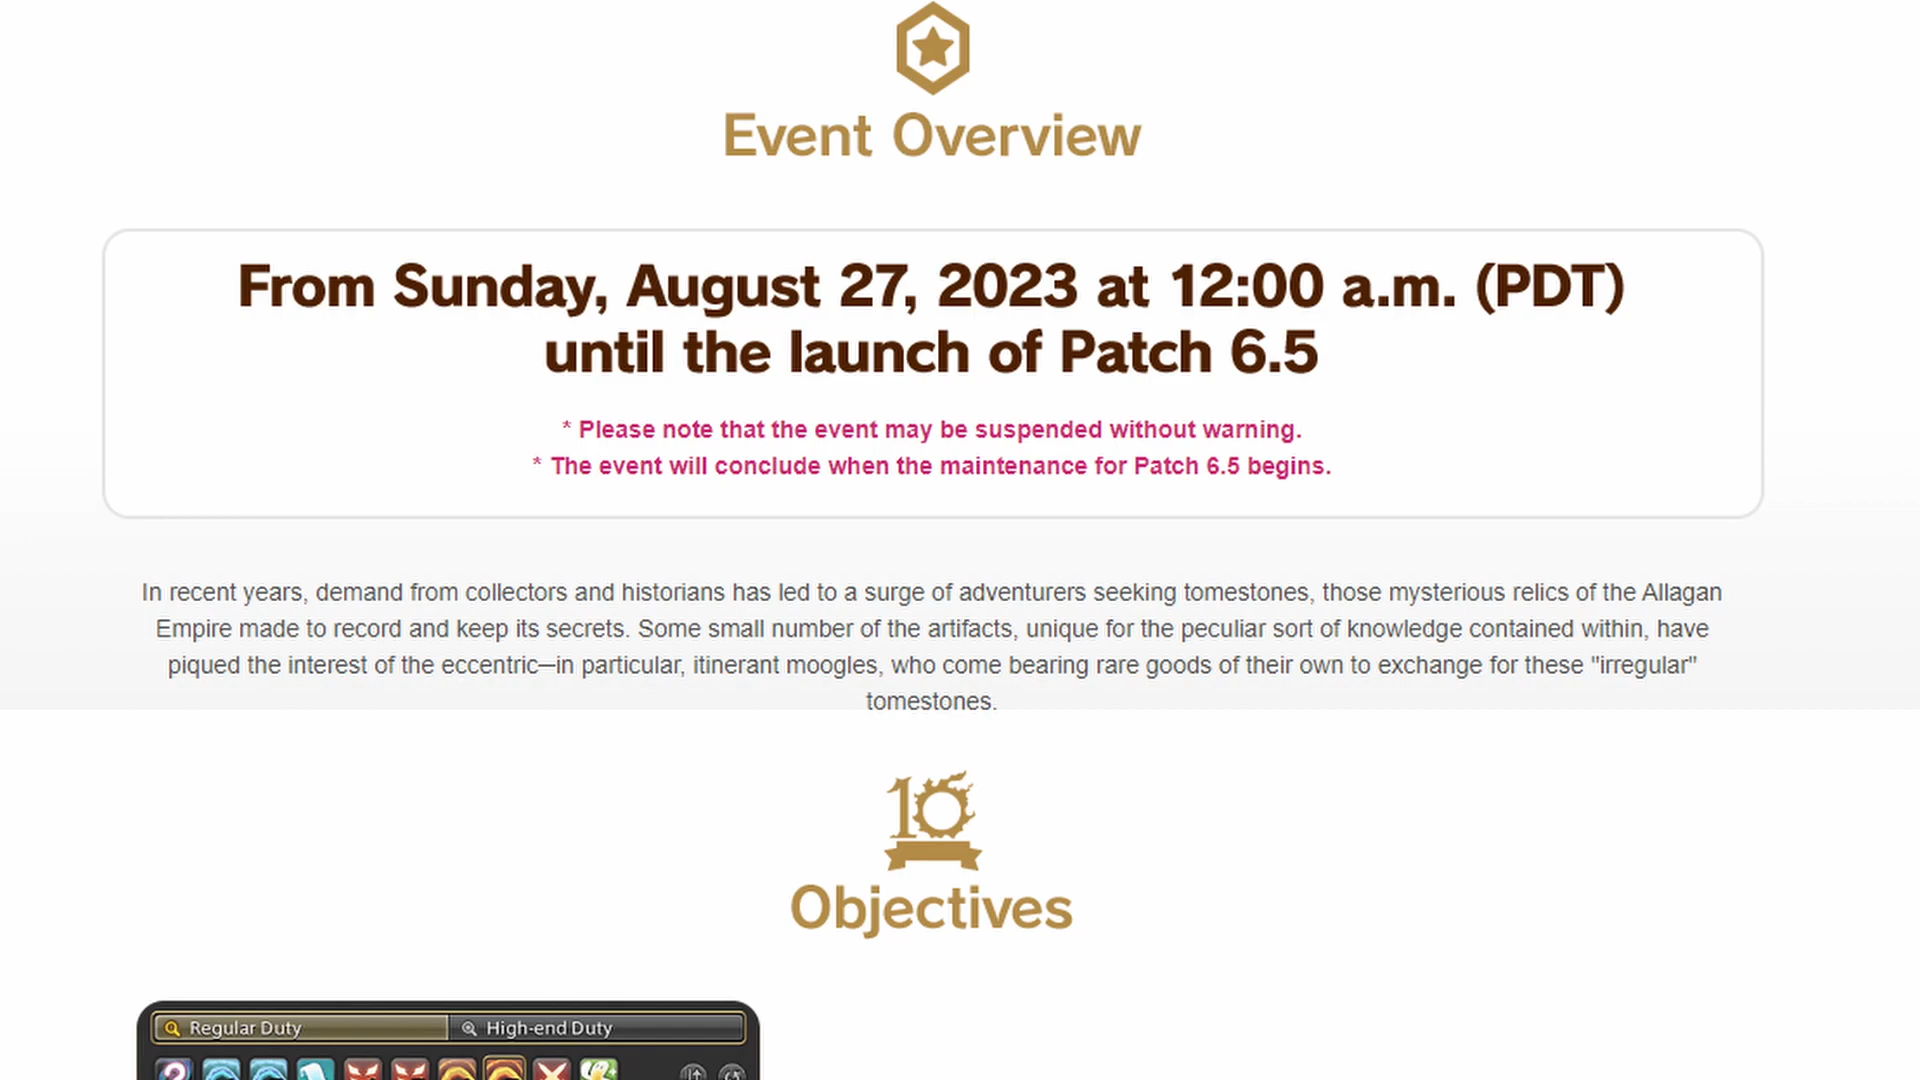 Event Overview
From Sunday, August 27, 2023 at 12:00 a.m. (PDT)
until the launch of Patch 6.5
* Please note that the event may be suspended without warning.
* The event will conclude when the maintenance for Patch 6.5 begins.
In recent years, demand from collectors and historians has led to a surge of adventurers seeking tomestones, those mysterious relics of the Allagan
Empire made to record and keep its secrets. Some small number of the artifacts, unique for the peculiar sort of knowledge contained within, have
piqued the interest of the eccentric—in particular, itinerant moogles, who come bearing rare goods of their own to exchange for these "irregular"
tomestones.
10
Objectives
Regular Duty
High-end Duty